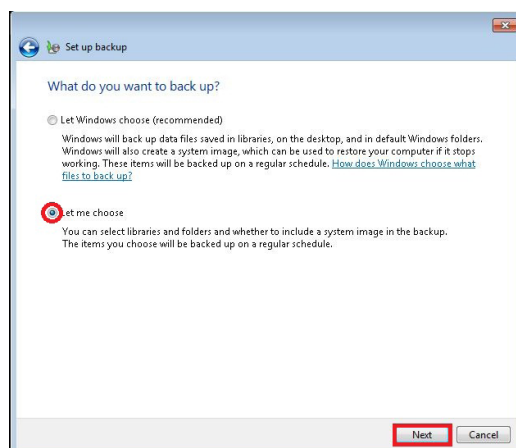 Set up backup
What do you want to back up?
Let Windows choose (recommended)
Windows will back up data files saved in libraries, on the desktop, and in default Windows folders.
Windows will also create a system image, which can be used to restore your computer if it stops
working. These items will be backed up on a regular schedule. How does Windows choose what
files to back up?
Let me choose
You can select libraries and folders and whether to include a system image in the backup.
The items you choose will be backed up on a regular schedule.
Next Cancel